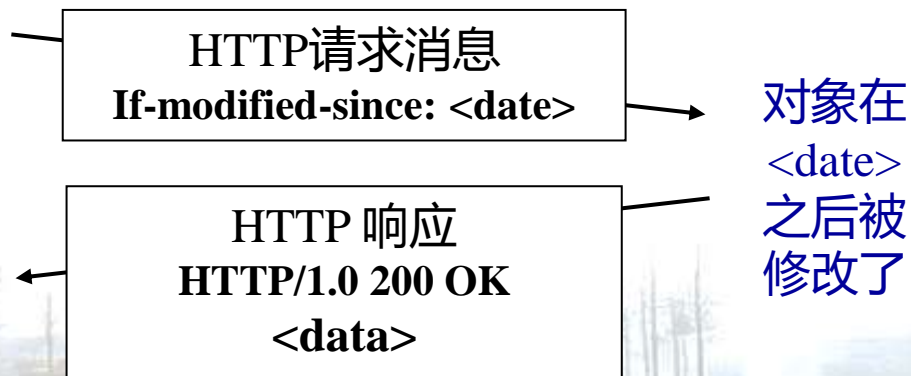 HTTP请求消息
If-modified-since: <date>
对象在
<date>
之后被
修改了
HTTP 响应
HTTP/1.0 200 OK
<data>